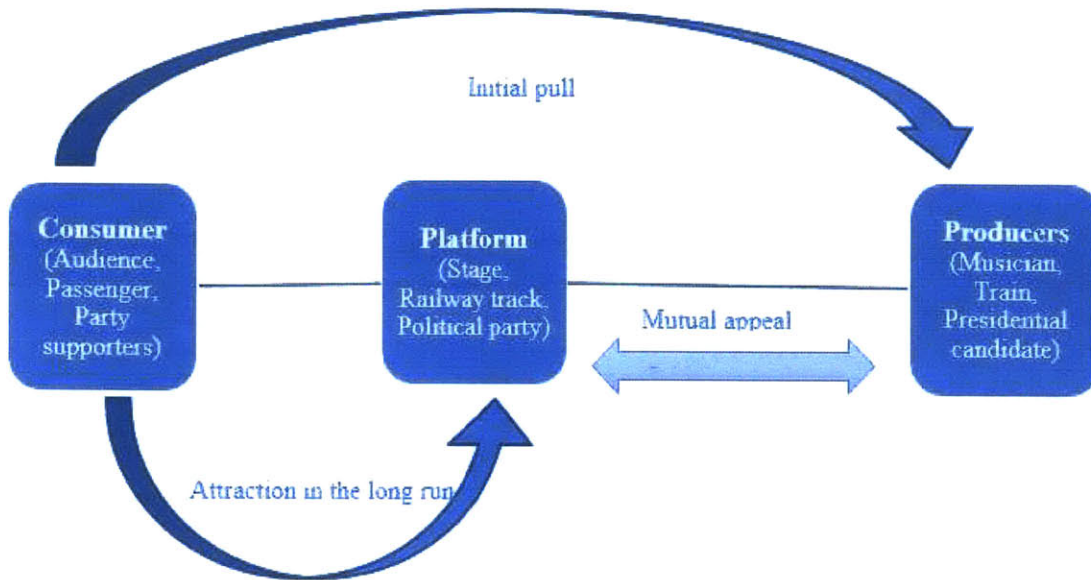 Initial pull
Consumer
(Audience,
Passenger,
Party
supporters)
Platform
(Stage,
Railway track,
Political party)
Producers
(Musician,
Train,
Presidential
candidate)
Mutual appeal
Attraction in the long run